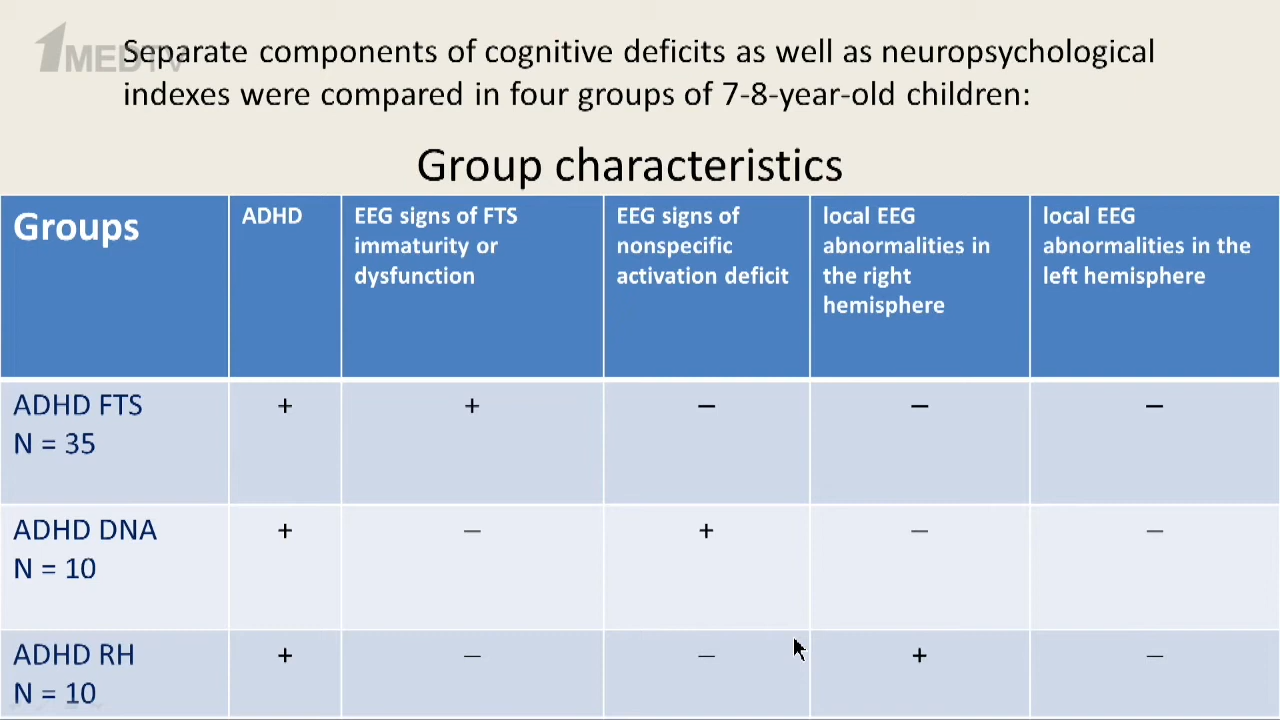 1MEDTV
Separate components of cognitive deficits as well as neuropsychological
indexes were compared in four groups of 7-8-year-old children:
Group characteristics
Groups
ADHD
EEG signs of FTS
immaturity or
dysfunction
EEG signs of
nonspecific
activation deficit
local EEG
abnormalities in
the right
hemisphere
local EEG
abnormalities in the
left hemisphere
ADHD FTS
N = 35
+ + – – –
ADHD DNA
N = 10
+ – + – –
ADHD RH
N = 10
+ – – + –